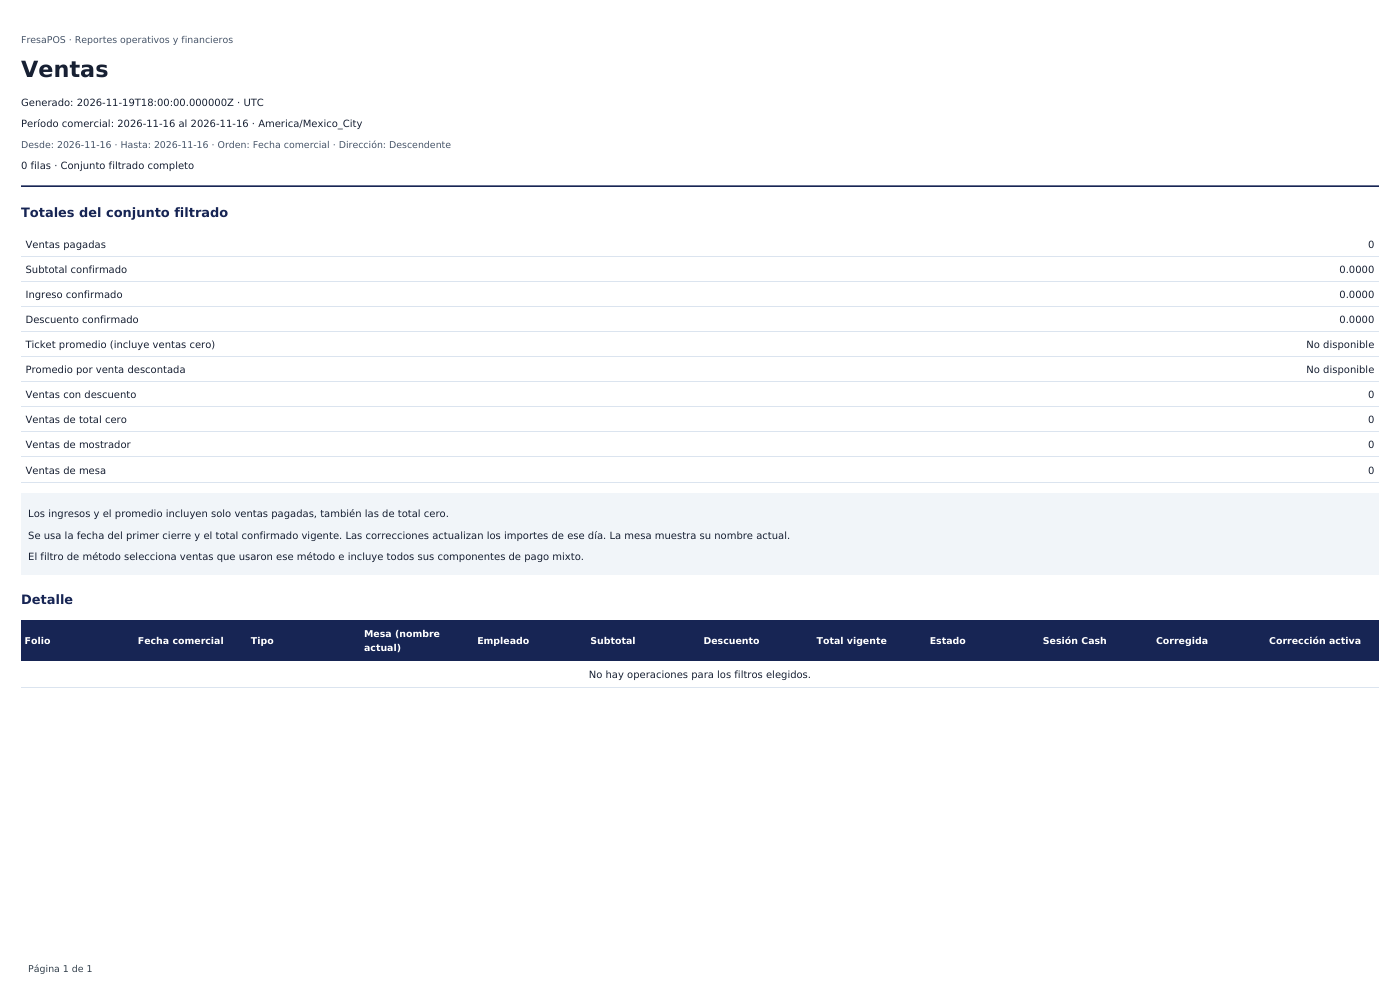 FresaPOS · Reportes operativos y financieros
Ventas
Generado: 2026-11-19T18:00:00.000000Z · UTC
Período comercial: 2026-11-16 al 2026-11-16 · America/Mexico_City
Desde: 2026-11-16 · Hasta: 2026-11-16 · Orden: Fecha comercial · Dirección: Descendente
0 filas · Conjunto filtrado completo
Totales del conjunto filtrado
Ventas pagadas 0
Subtotal confirmado 0.0000
Ingreso confirmado 0.0000
Descuento confirmado 0.0000
Ticket promedio (incluye ventas cero) No disponible
Promedio por venta descontada No disponible
Ventas con descuento 0
Ventas de total cero 0
Ventas de mostrador 0
Ventas de mesa 0
Los ingresos y el promedio incluyen solo ventas pagadas, también las de total cero.
Se usa la fecha del primer cierre y el total confirmado vigente. Las correcciones actualizan los importes de ese día. La mesa muestra su nombre actual.
El filtro de método selecciona ventas que usaron ese método e incluye todos sus componentes de pago mixto.
Detalle
Folio Fecha comercial Tipo Mesa (nombre actual) Empleado Subtotal Descuento Total vigente Estado Sesión Cash Corregida Corrección activa
No hay operaciones para los filtros elegidos.
Página 1 de 1